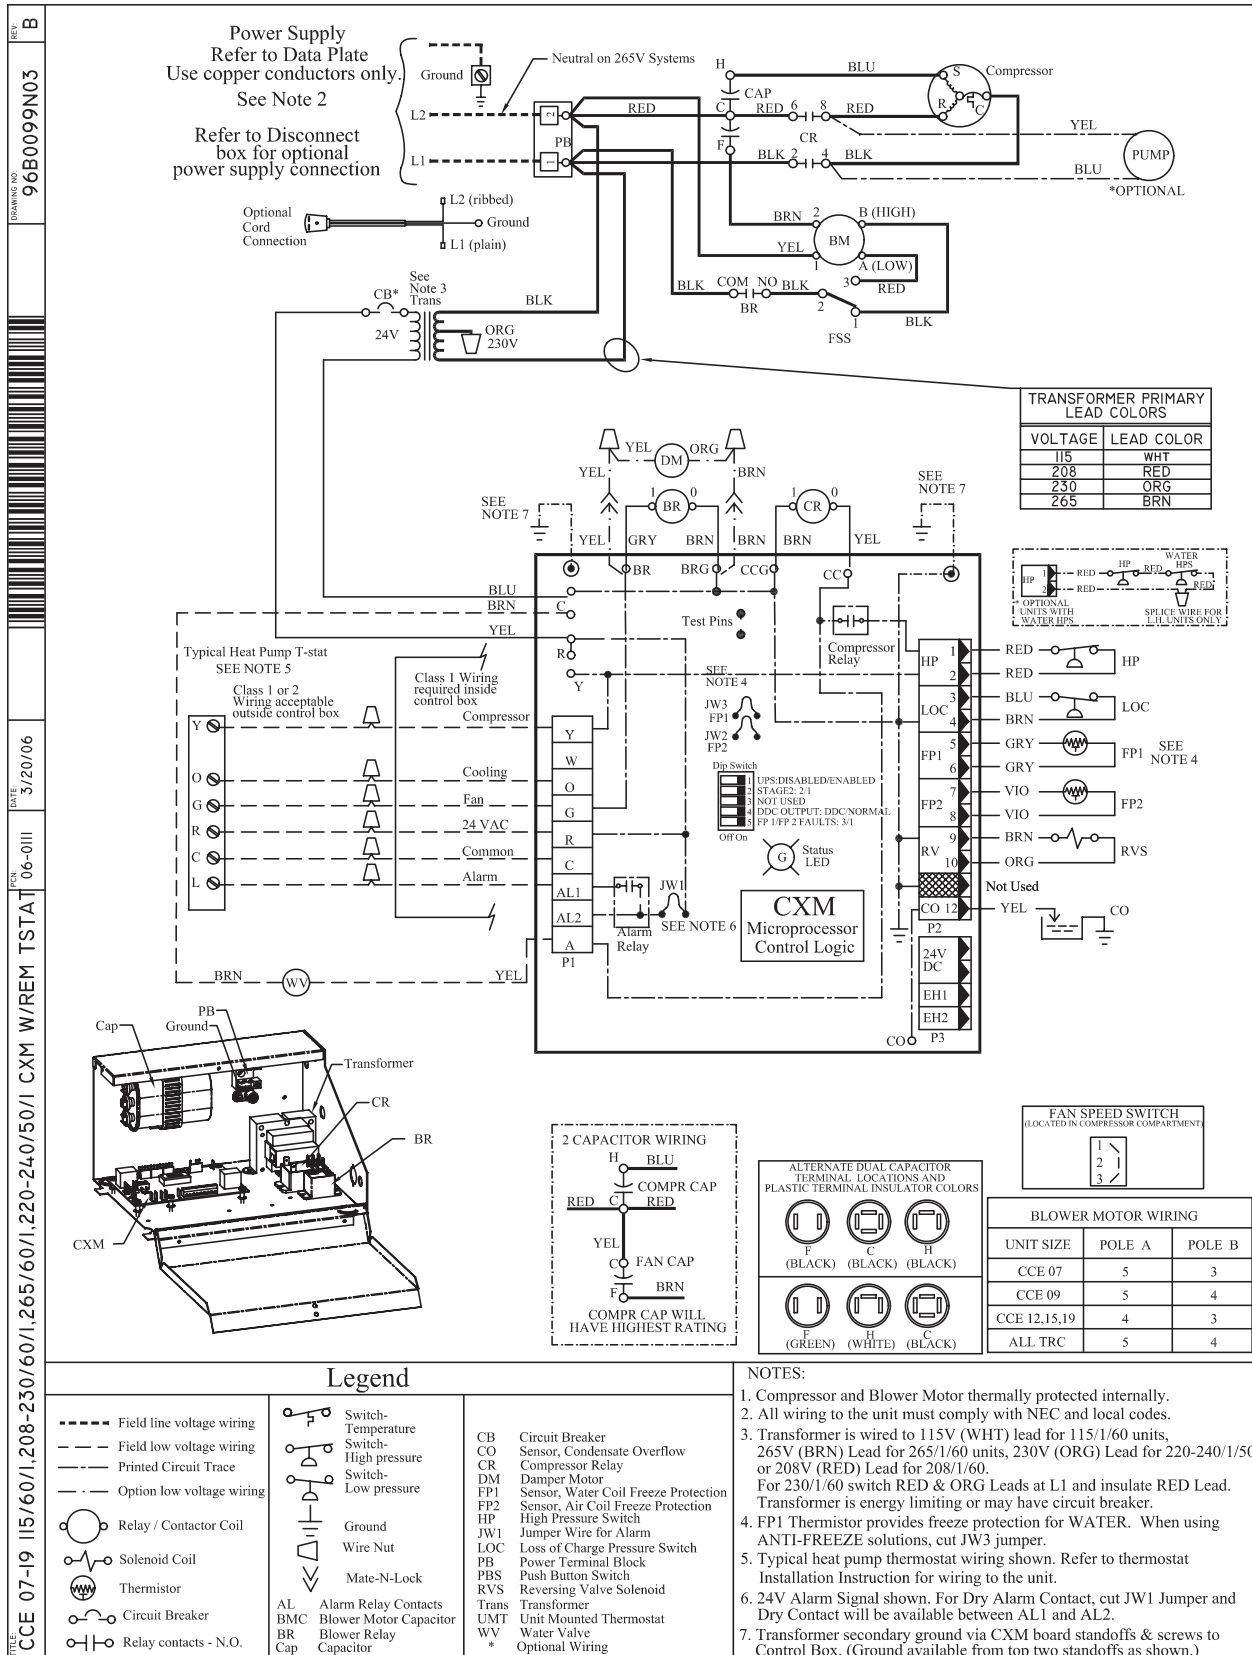 REV: B
DRAWING NO: 96B0099N03
DATE: 3/20/06
PCN: 06-0111
TITLE: CCE 07-19 115/60/1,208-230/60/1,265/60/1,220-240/50/1 CXM W/REM TSTAT
Power Supply
Refer to Data Plate
Use copper conductors only.
See Note 2
Refer to Disconnect
box for optional
power supply connection
Ground
L2
L1
Neutral on 265V Systems
2
PB
1
RED
H
CAP
C
F
BLU
RED 6 8 RED
CR
BLK 2 4 BLK
S
R
C
Compressor
YEL
BLU
PUMP
*OPTIONAL
Optional
Cord
Connection
L2 (ribbed)
Ground
L1 (plain)
BRN 2 B (HIGH)
BM
YEL 1 A (LOW)
3 RED
BLK COM NO BLK
BR
2
1 BLK
FSS
See
Note 3
Trans
CB*
24V
BLK
ORG
230V
TRANSFORMER PRIMARY
LEAD COLORS
VOLTAGE LEAD COLOR
115 WHT
208 RED
230 ORG
265 BRN
YEL DM ORG
YEL BRN
SEE
NOTE 7
1 BR 0
1 CR 0
SEE
NOTE 7
YEL GRY BRN BRN BRN YEL
BR BRG CCG CC
BLU
BRN C
YEL
R
Y
Test Pins
Compressor
Relay
WATER
HP HPS
HP 1 RED RED
2 RED RED
* OPTIONAL
UNITS WITH
WATER HPS
SPLICE WIRE FOR
L.H. UNITS ONLY
Typical Heat Pump T-stat
SEE NOTE 5
Class 1 or 2
Wiring acceptable
outside control box
Class 1 Wiring
required inside
control box
SEE
NOTE 4
JW3
FP1
JW2
FP2
Y Compressor Y
W
O Cooling O
G Fan G
R 24 VAC R
C Common C
L Alarm AL1
AL2
A
P1
BRN WV YEL
Dip Switch
1 UPS:DISABLED/ENABLED
2 STAGE2: 2/1
3 NOT USED
4 DDC OUTPUT: DDC/NORMAL
5 FP 1/FP 2 FAULTS: 3/1
Off On
G
Status
LED
JW1
Alarm
Relay
SEE NOTE 6
CXM
Microprocessor
Control Logic
HP 1 RED HP
2 RED
LOC 3 BLU LOC
4 BRN
FP1 5 GRY FP1
6 GRY
SEE
NOTE 4
FP2 7 VIO FP2
8 VIO
RV 9 BRN RVS
10 ORG
Not Used
CO 12 YEL CO
P2
24V
DC
EH1
EH2
P3
CO
Cap
PB
Ground
Transformer
CR
BR
CXM
2 CAPACITOR WIRING
H BLU
COMPR CAP
RED C RED
YEL
C FAN CAP
F BRN
COMPR CAP WILL
HAVE HIGHEST RATING
ALTERNATE DUAL CAPACITOR
TERMINAL LOCATIONS AND
PLASTIC TERMINAL INSULATOR COLORS
F C H
(BLACK) (BLACK) (BLACK)
F H C
(GREEN) (WHITE) (BLACK)
FAN SPEED SWITCH
(LOCATED IN COMPRESSOR COMPARTMENT)
1
2
3
BLOWER MOTOR WIRING
UNIT SIZE POLE A POLE B
CCE 07 5 3
CCE 09 5 4
CCE 12,15,19 4 3
ALL TRC 5 4
Legend
Field line voltage wiring
Field low voltage wiring
Printed Circuit Trace
Option low voltage wiring
Relay / Contactor Coil
Solenoid Coil
Thermistor
Circuit Breaker
Relay contacts - N.O.
Switch-
Temperature
Switch-
High pressure
Switch-
Low pressure
Ground
Wire Nut
Mate-N-Lock
AL Alarm Relay Contacts
BMC Blower Motor Capacitor
BR Blower Relay
Cap Capacitor
CB Circuit Breaker
CO Sensor, Condensate Overflow
CR Compressor Relay
DM Damper Motor
FP1 Sensor, Water Coil Freeze Protection
FP2 Sensor, Air Coil Freeze Protection
HP High Pressure Switch
JW1 Jumper Wire for Alarm
LOC Loss of Charge Pressure Switch
PB Power Terminal Block
PBS Push Button Switch
RVS Reversing Valve Solenoid
Trans Transformer
UMT Unit Mounted Thermostat
WV Water Valve
* Optional Wiring
NOTES:
1. Compressor and Blower Motor thermally protected internally.
2. All wiring to the unit must comply with NEC and local codes.
3. Transformer is wired to 115V (WHT) lead for 115/1/60 units,
265V (BRN) Lead for 265/1/60 units, 230V (ORG) Lead for 220-240/1/50
or 208V (RED) Lead for 208/1/60.
For 230/1/60 switch RED & ORG Leads at L1 and insulate RED Lead.
Transformer is energy limiting or may have circuit breaker.
4. FP1 Thermistor provides freeze protection for WATER. When using
ANTI-FREEZE solutions, cut JW3 jumper.
5. Typical heat pump thermostat wiring shown. Refer to thermostat
Installation Instruction for wiring to the unit.
6. 24V Alarm Signal shown. For Dry Alarm Contact, cut JW1 Jumper and
Dry Contact will be available between AL1 and AL2.
7. Transformer secondary ground via CXM board standoffs & screws to
Control Box. (Ground available from top two standoffs as shown.)